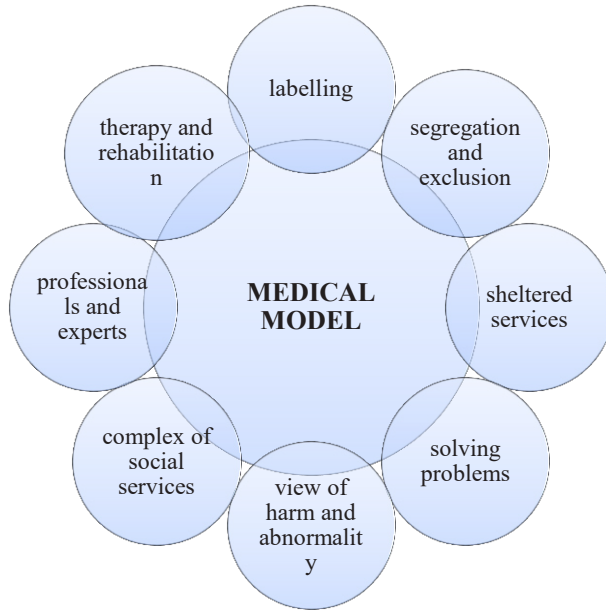 labelling
segregation
and
exclusion
sheltered
services
solving
problems
view of
harm and
abnormalit
y
complex of
social
services
professiona
ls and
experts
therapy and
rehabilitatio
n
MEDICAL
MODEL